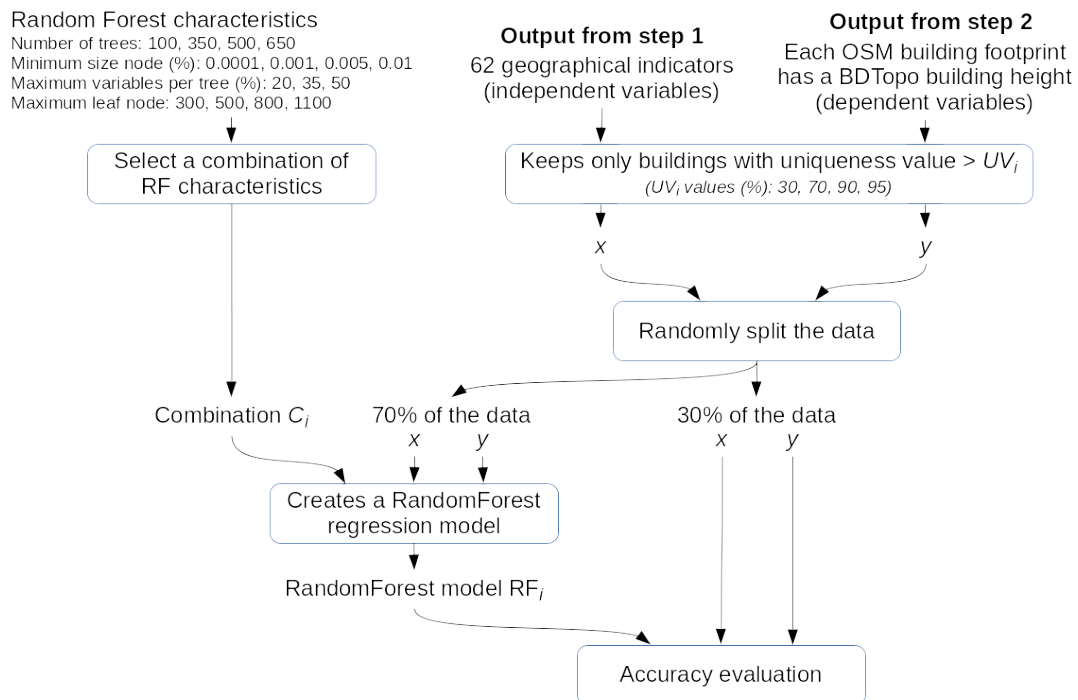 Random Forest characteristics
Number of trees: 100, 350, 500, 650
Minimum size node (%): 0.0001, 0.001, 0.005, 0.01
Maximum variables per tree (%): 20, 35, 50
Maximum leaf node: 300, 500, 800, 1100
Output from step 1
62 geographical indicators
(independent variables)
Output from step 2
Each OSM building footprint
has a BDTopo building height
(dependent variables)
Select a combination of
RF characteristics
Keeps only buildings with uniqueness value > UVi
(UVi values (%): 30, 70, 90, 95)
x
y
Randomly split the data
Combination Ci
70% of the data
x y
30% of the data
x y
Creates a RandomForest
regression model
RandomForest model RFi
Accuracy evaluation